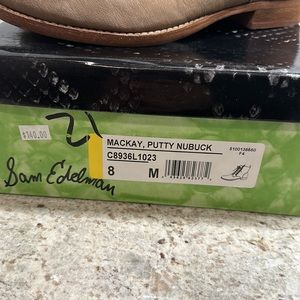 $140.00
21
MACKAY, PUTTY NUBUCK
C8936L1023
8 M
Sam Edelman